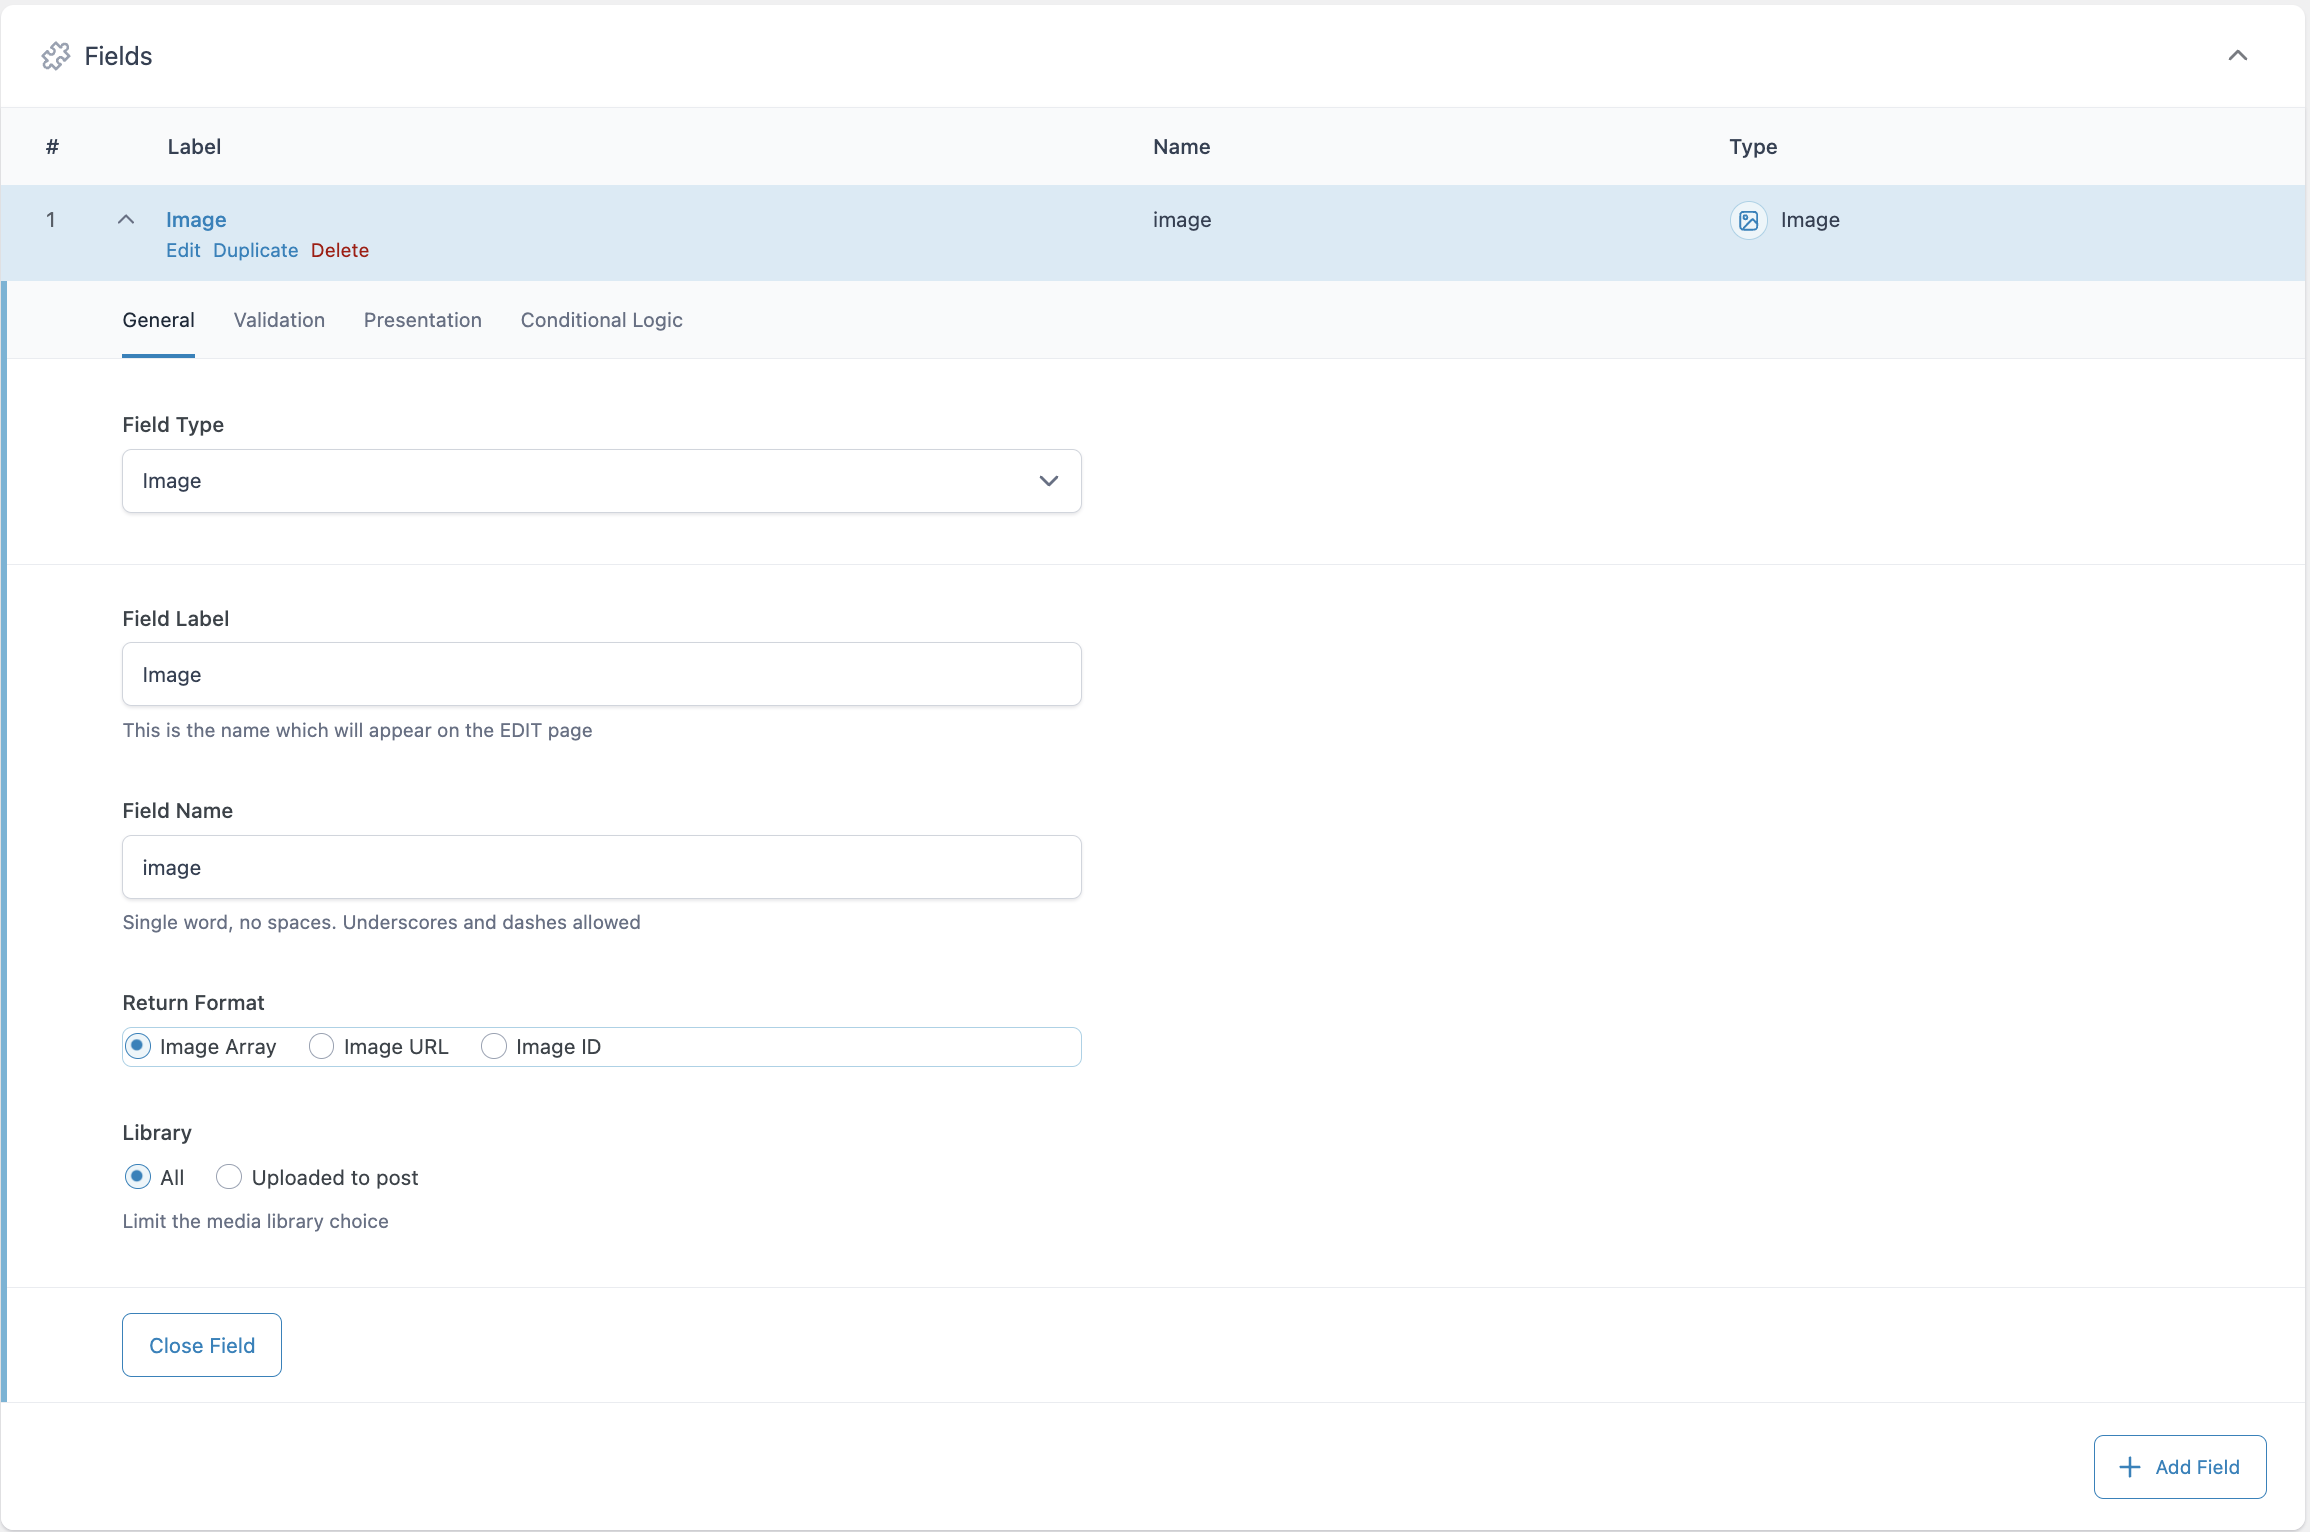 Fields
# Label Name Type
1 Image image Image
Edit Duplicate Delete
General Validation Presentation Conditional Logic
Field Type
Image
Field Label
Image
This is the name which will appear on the EDIT page
Field Name
image
Single word, no spaces. Underscores and dashes allowed
Return Format
Image Array Image URL Image ID
Library
All Uploaded to post
Limit the media library choice
Close Field
Add Field